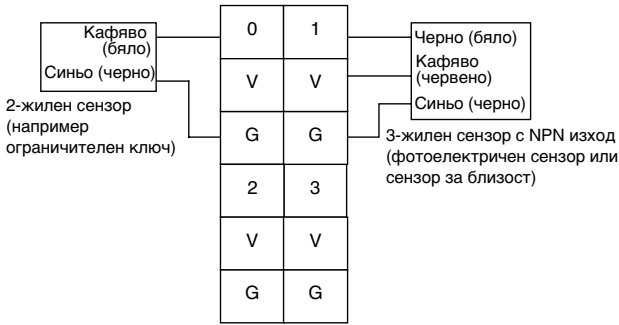 Кафяво
(бяло)
Синьо (черно)
2-жилен сензор
(например
ограничителен ключ)
0 1
V V
G G
2 3
V V
G G
Черно (бяло)
Кафяво
(червено)
Синьо (черно)
3-жилен сензор с NPN изход
(фотоелектричен сензор или
сензор за близост)